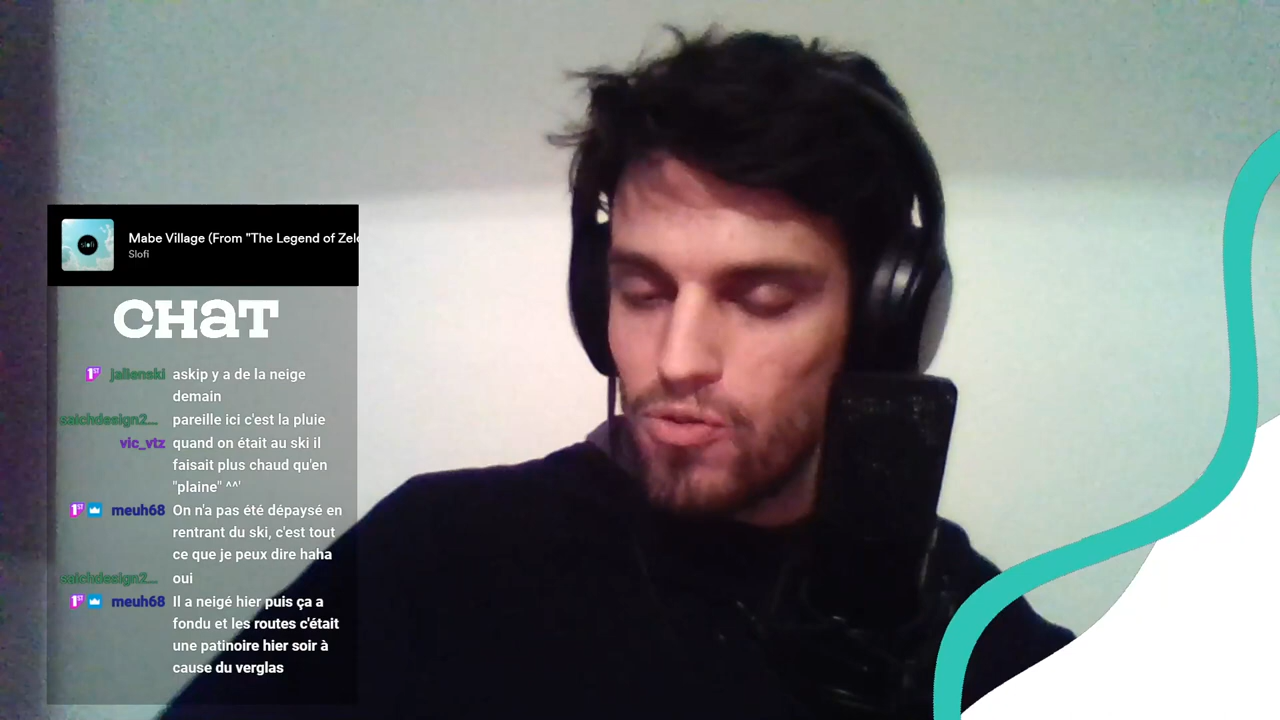 Mabe Village (From "The Legend of Zel
Slofi
CHAT
jalienski askip y a de la neige
demain
saichdesign2... pareille ici c'est la pluie
vic_vtz quand on était au ski il
faisait plus chaud qu'en
"plaine" ^^'
meuh68 On n'a pas été dépaysé en
rentrant du ski, c'est tout
ce que je peux dire haha
saichdesign2... oui
meuh68 Il a neigé hier puis ça a
fondu et les routes c'était
une patinoire hier soir à
cause du verglas